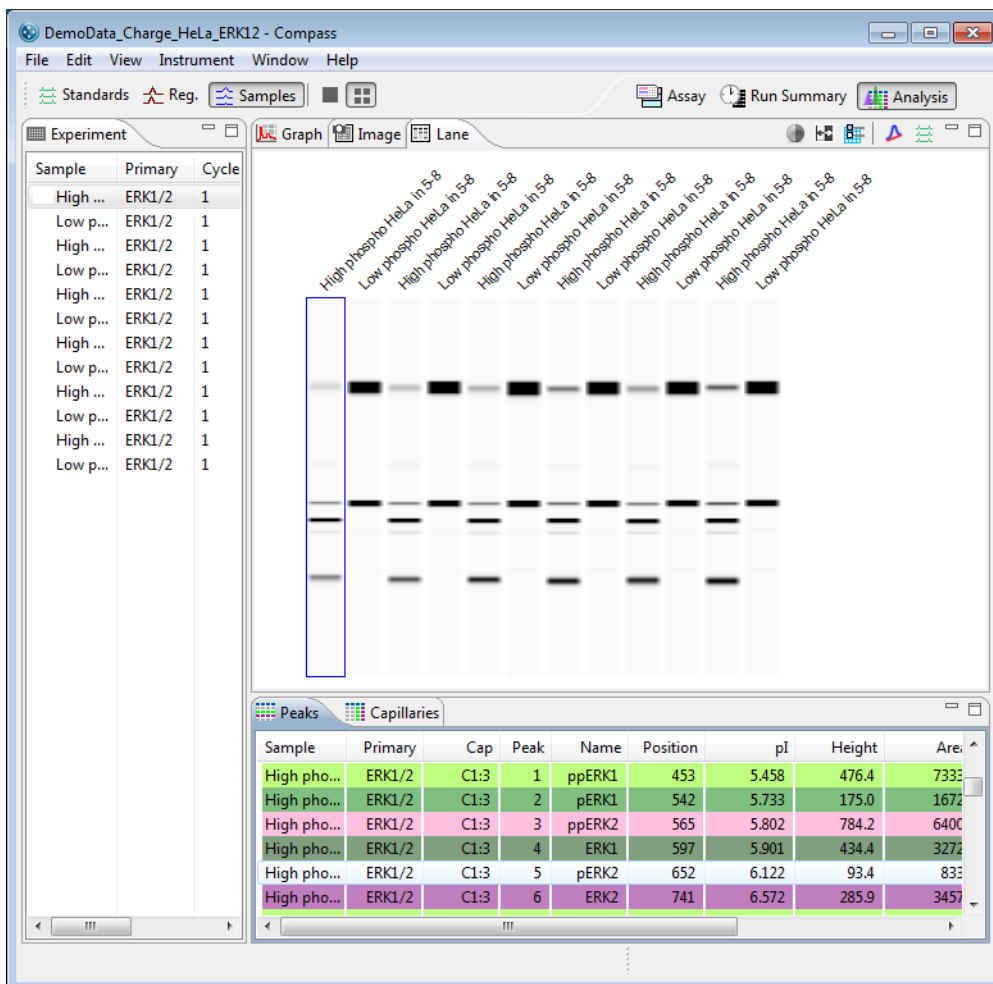 DemoData_Charge_HeLa_ERK12 - Compass
File Edit View Instrument Window Help
Standards Reg. Samples Assay Run Summary Analysis
Experiment
Graph Image Lane
Sample Primary Cycle
High ... ERK1/2 1
Low p... ERK1/2 1
High ... ERK1/2 1
Low p... ERK1/2 1
High ... ERK1/2 1
Low p... ERK1/2 1
High ... ERK1/2 1
Low p... ERK1/2 1
High ... ERK1/2 1
Low p... ERK1/2 1
High ... ERK1/2 1
Low p... ERK1/2 1
High phospho HeLa in 5-8
Low phospho HeLa in 5-8
High phospho HeLa in 5-8
Low phospho HeLa in 5-8
High phospho HeLa in 5-8
Low phospho HeLa in 5-8
High phospho HeLa in 5-8
Low phospho HeLa in 5-8
High phospho HeLa in 5-8
Low phospho HeLa in 5-8
High phospho HeLa in 5-8
Low phospho HeLa in 5-8
Peaks Capillaries
Sample Primary Cap Peak Name Position pI Height Area
High pho... ERK1/2 C1:3 1 ppERK1 453 5.458 476.4 7333
High pho... ERK1/2 C1:3 2 pERK1 542 5.733 175.0 1672
High pho... ERK1/2 C1:3 3 ppERK2 565 5.802 784.2 6400
High pho... ERK1/2 C1:3 4 ERK1 597 5.901 434.4 3272
High pho... ERK1/2 C1:3 5 pERK2 652 6.122 93.4 833
High pho... ERK1/2 C1:3 6 ERK2 741 6.572 285.9 3457